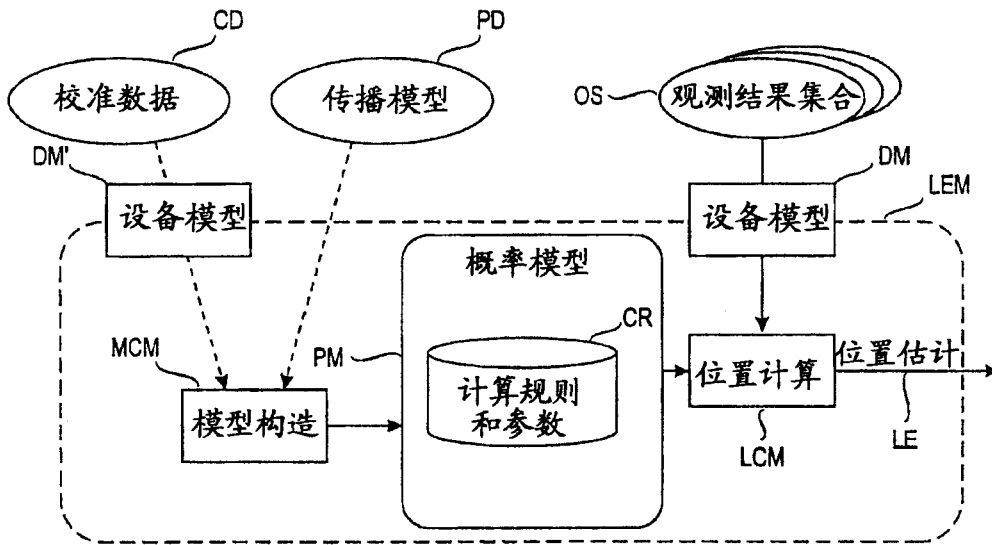 CD
PD
校准数据
传播模型
OS
观测结果集合
DM'
DM
LEM
设备模型
设备模型
概率模型
MCM
PM
CR
模型构造
计算规则
和参数
位置计算
位置估计
LCM
LE